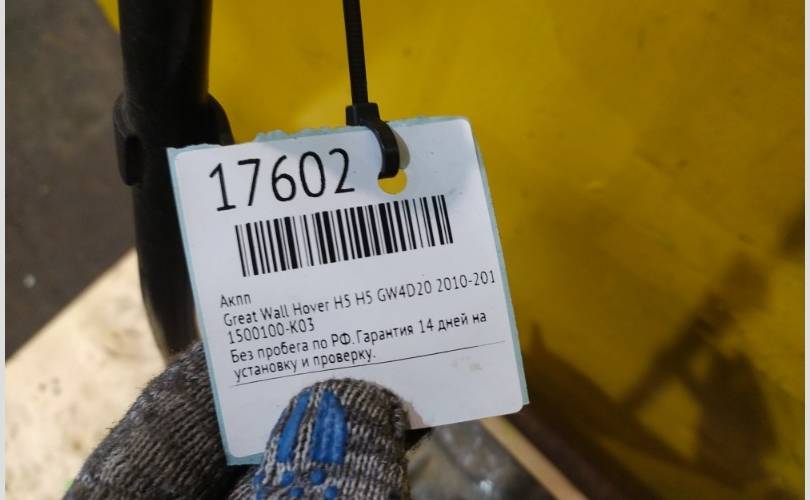 17602
Акпп
Great Wall Hover H5 H5 GW4D20 2010-201
1500100-K03
Без пробега по РФ. Гарантия 14 дней на
установку и проверку.